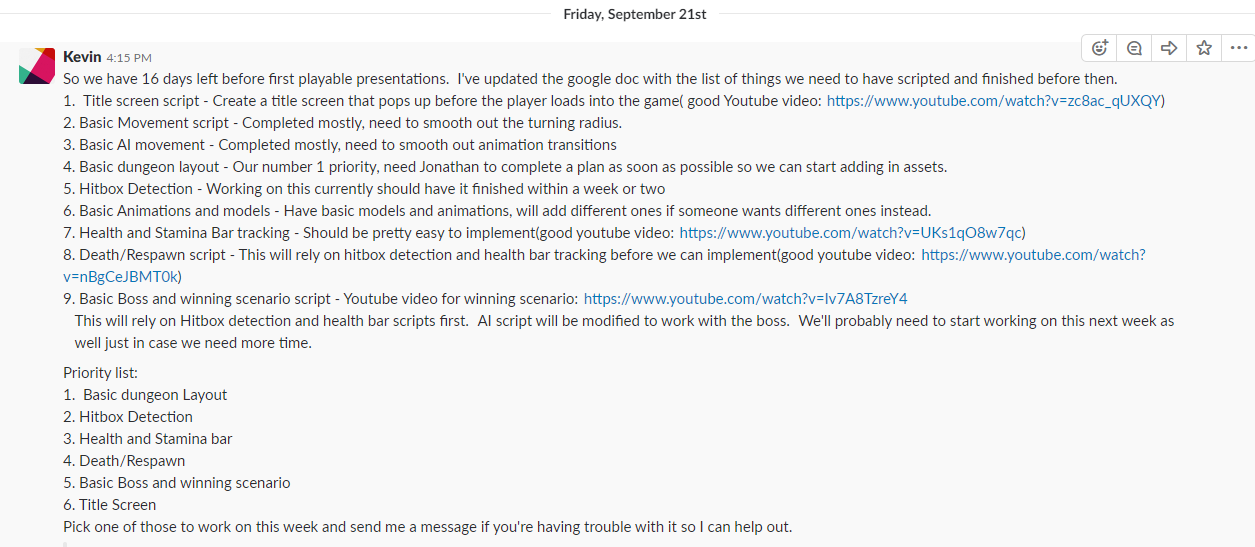 Friday, September 21st
Kevin 4:15 PM
So we have 16 days left before first playable presentations.  I've updated the google doc with the list of things we need to have scripted and finished before then.
1.  Title screen script - Create a title screen that pops up before the player loads into the game( good Youtube video:  https://www.youtube.com/watch?v=zc8ac_qUXQY)
2. Basic Movement script - Completed mostly, need to smooth out the turning radius.
3. Basic AI movement - Completed mostly, need to smooth out animation transitions
4. Basic dungeon layout - Our number 1 priority, need Jonathan to complete a plan as soon as possible so we can start adding in assets.
5. Hitbox Detection - Working on this currently should have it finished within a week or two
6. Basic Animations and models - Have basic models and animations, will add different ones if someone wants different ones instead.
7. Health and Stamina Bar tracking - Should be pretty easy to implement(good youtube video:  https://www.youtube.com/watch?v=UKs1qO8w7qc)
8. Death/Respawn script - This will rely on hitbox detection and health bar tracking before we can implement(good youtube video:  https://www.youtube.com/watch?
v=nBgCeJBMT0k)
9. Basic Boss and winning scenario script - Youtube video for winning scenario:  https://www.youtube.com/watch?v=Iv7A8TzreY4
This will rely on Hitbox detection and health bar scripts first.  AI script will be modified to work with the boss.  We'll probably need to start working on this next week as
well just in case we need more time.
Priority list:
1.  Basic dungeon Layout
2. Hitbox Detection
3. Health and Stamina bar
4. Death/Respawn
5. Basic Boss and winning scenario
6. Title Screen
Pick one of those to work on this week and send me a message if you're having trouble with it so I can help out.